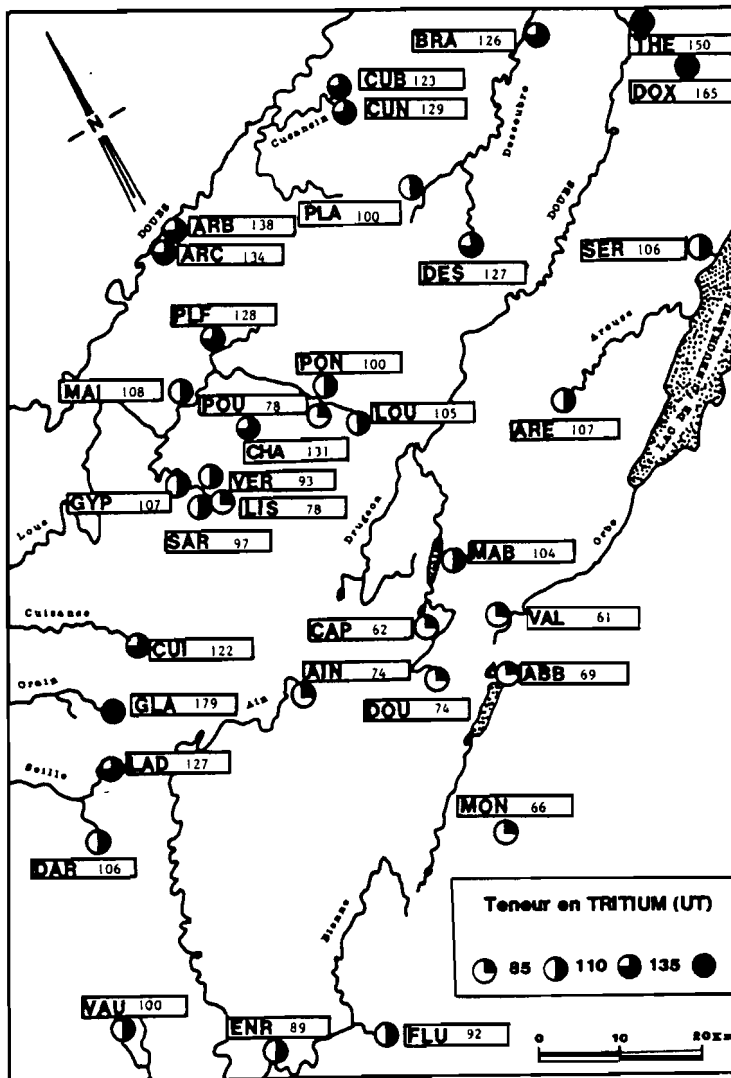 BRA 126
THE 150
CUB 123
DOX 165
CUN 129
Cusancin
Dessoubre
N
PLA 100
DOUBS
DOUBS
ARB 138
ARC 134
SER 106
DES 127
PLF 128
Areuse
PON 100
MAI 108
POU 78
LOU 105
ARE 107
LAC DE NEUCHATEL
CHA 131
VER 93
GYP 107
LIS 78
Drugeon
SAR 97
Loue
Orbe
MAB 104
Cuisance
CAP 62
VAL 61
CUI 122
AIN 74
ABB 69
Orain
GLA 179
Ain
DOU 74
LAD 127
Seille
MON 66
DAR 106
Bienne
Teneur en TRITIUM (UT)
85 110 135
VAU 100
ENR 89
FLU 92
0 10 20Km